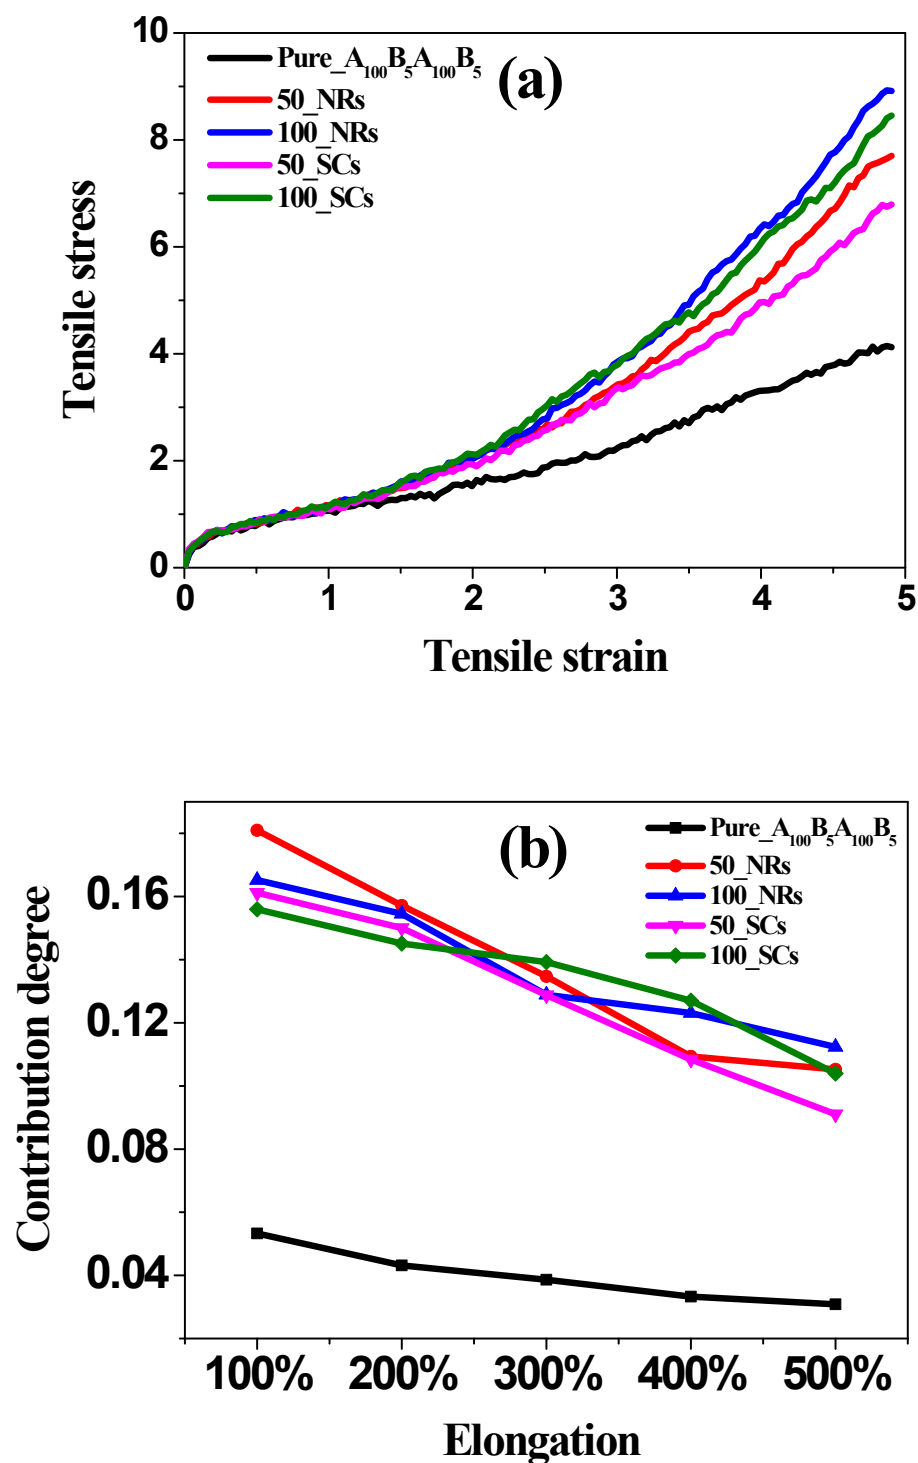 10
8
6
4
2
0
Tensile stress
Pure_A₁₀₀B₅A₁₀₀B₅
50_NRs
100_NRs
50_SCs
100_SCs
(a)
0 1 2 3 4 5
Tensile strain
0.16
0.12
0.08
0.04
Contribution degree
(b)
Pure_A₁₀₀B₅A₁₀₀B₅
50_NRs
100_NRs
50_SCs
100_SCs
100% 200% 300% 400% 500%
Elongation